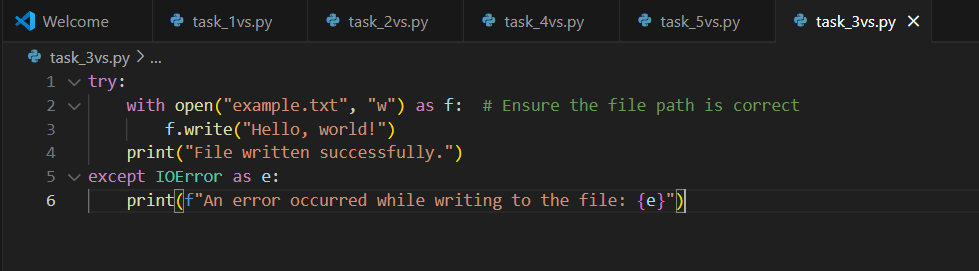 Welcome task_1vs.py task_2vs.py task_4vs.py task_5vs.py task_3vs.py
task_3vs.py > ...
1 try:
2     with open("example.txt", "w") as f:  # Ensure the file path is correct
3         f.write("Hello, world!")
4     print("File written successfully.")
5 except IOError as e:
6     print(f"An error occurred while writing to the file: {e}")